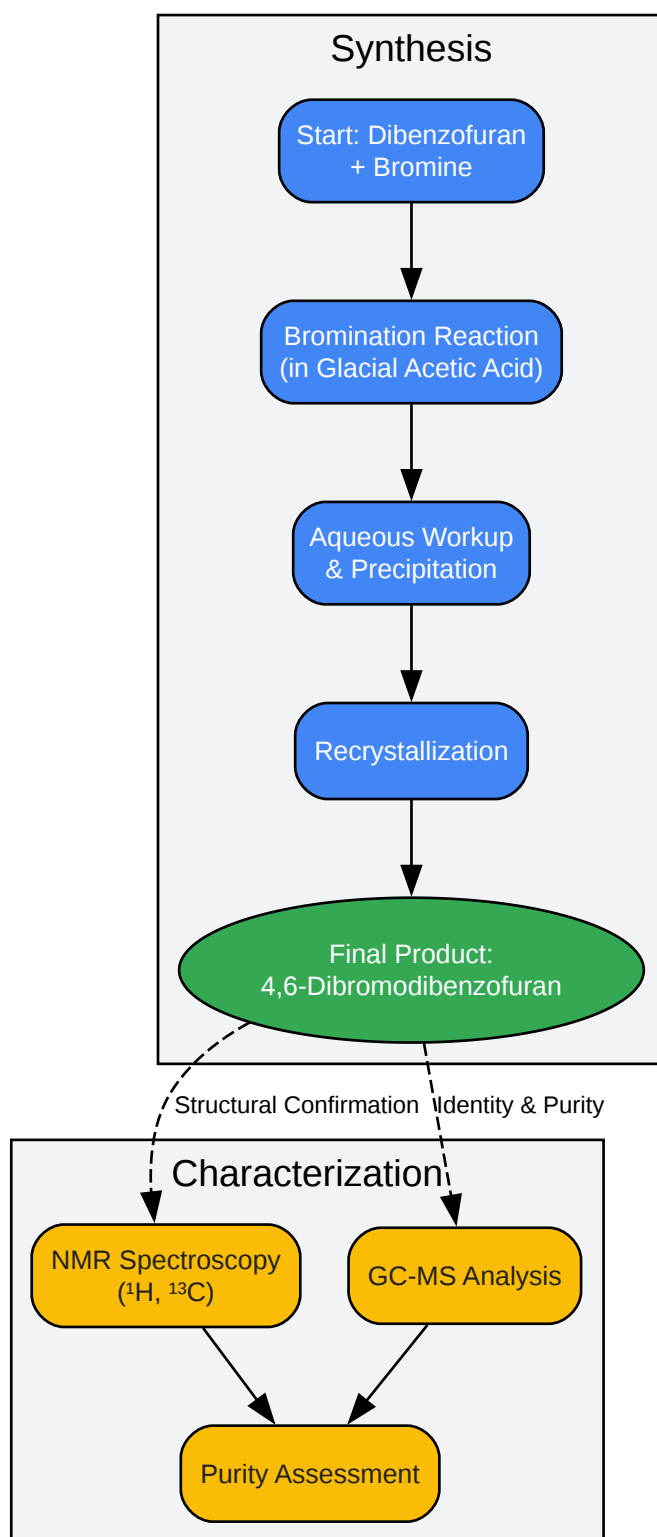 Synthesis
Start: Dibenzofuran
+ Bromine
Bromination Reaction
(in Glacial Acetic Acid)
Aqueous Workup
& Precipitation
Recrystallization
Final Product:
4,6-Dibromodibenzofuran
Structural Confirmation
Identity & Purity
Characterization
NMR Spectroscopy
(¹H, ¹³C)
GC-MS Analysis
Purity Assessment